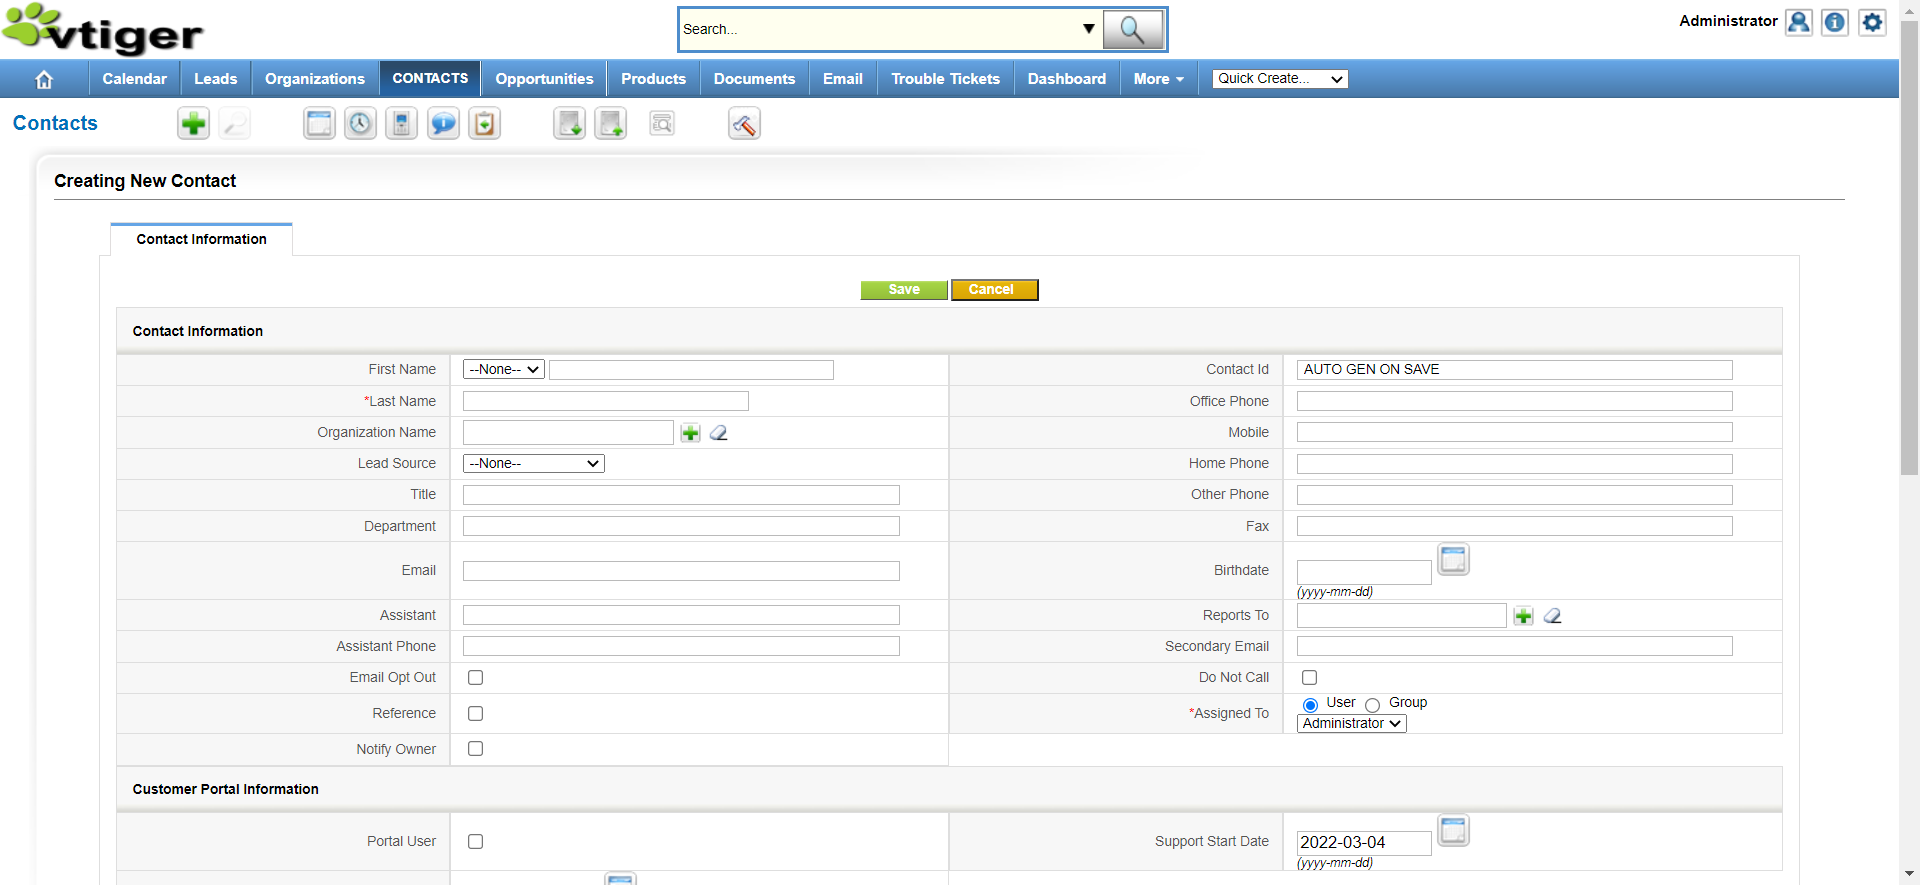 vtiger
Search...
Administrator
Calendar
Leads
Organizations
CONTACTS
Opportunities
Products
Documents
Email
Trouble Tickets
Dashboard
More
Quick Create...
Contacts
Creating New Contact
Contact Information
Save
Cancel
Contact Information
First Name
--None--
Contact Id
AUTO GEN ON SAVE
*Last Name
Office Phone
Organization Name
Mobile
Lead Source
--None--
Home Phone
Title
Other Phone
Department
Fax
Email
Birthdate
(yyyy-mm-dd)
Assistant
Reports To
Assistant Phone
Secondary Email
Email Opt Out
Do Not Call
Reference
*Assigned To
User
Group
Administrator
Notify Owner
Customer Portal Information
Portal User
Support Start Date
2022-03-04
(yyyy-mm-dd)